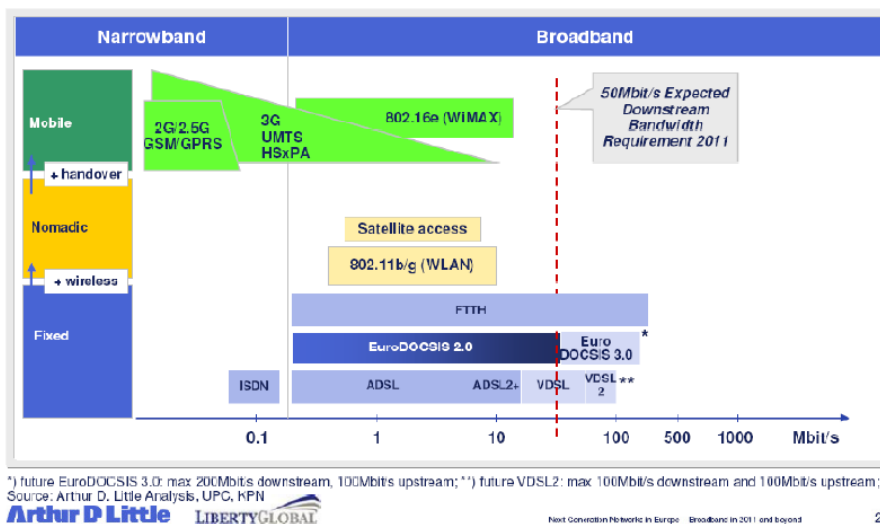 Narrowband
Broadband
Mobile
2G/2.5G
GSM/GPRS
3G
UMTS
HSxPA
802.16e (WiMAX)
50Mbit/s Expected
Downstream
Bandwidth
Requirement 2011
+ handover
Nomadic
Satellite access
802.11b/g (WLAN)
+ wireless
Fixed
FTTH
EuroDOCSIS 2.0
Euro
DOCSIS 3.0
*
ISDN
ADSL
ADSL2+
VDSL
VDSL
2
**
0.1
1
10
100
500
1000
Mbit/s
*) future EuroDOCSIS 3.0: max 200Mbit/s downstream, 100Mbit/s upstream; **) future VDSL2: max 100Mbit/s downstream and 100Mbit/s upstream;
Source: Arthur D. Little Analysis, UPC, KPN
Arthur D Little
LIBERTYGLOBAL
Next Generation Networks in Europe Broadband in 2011 and beyond
2